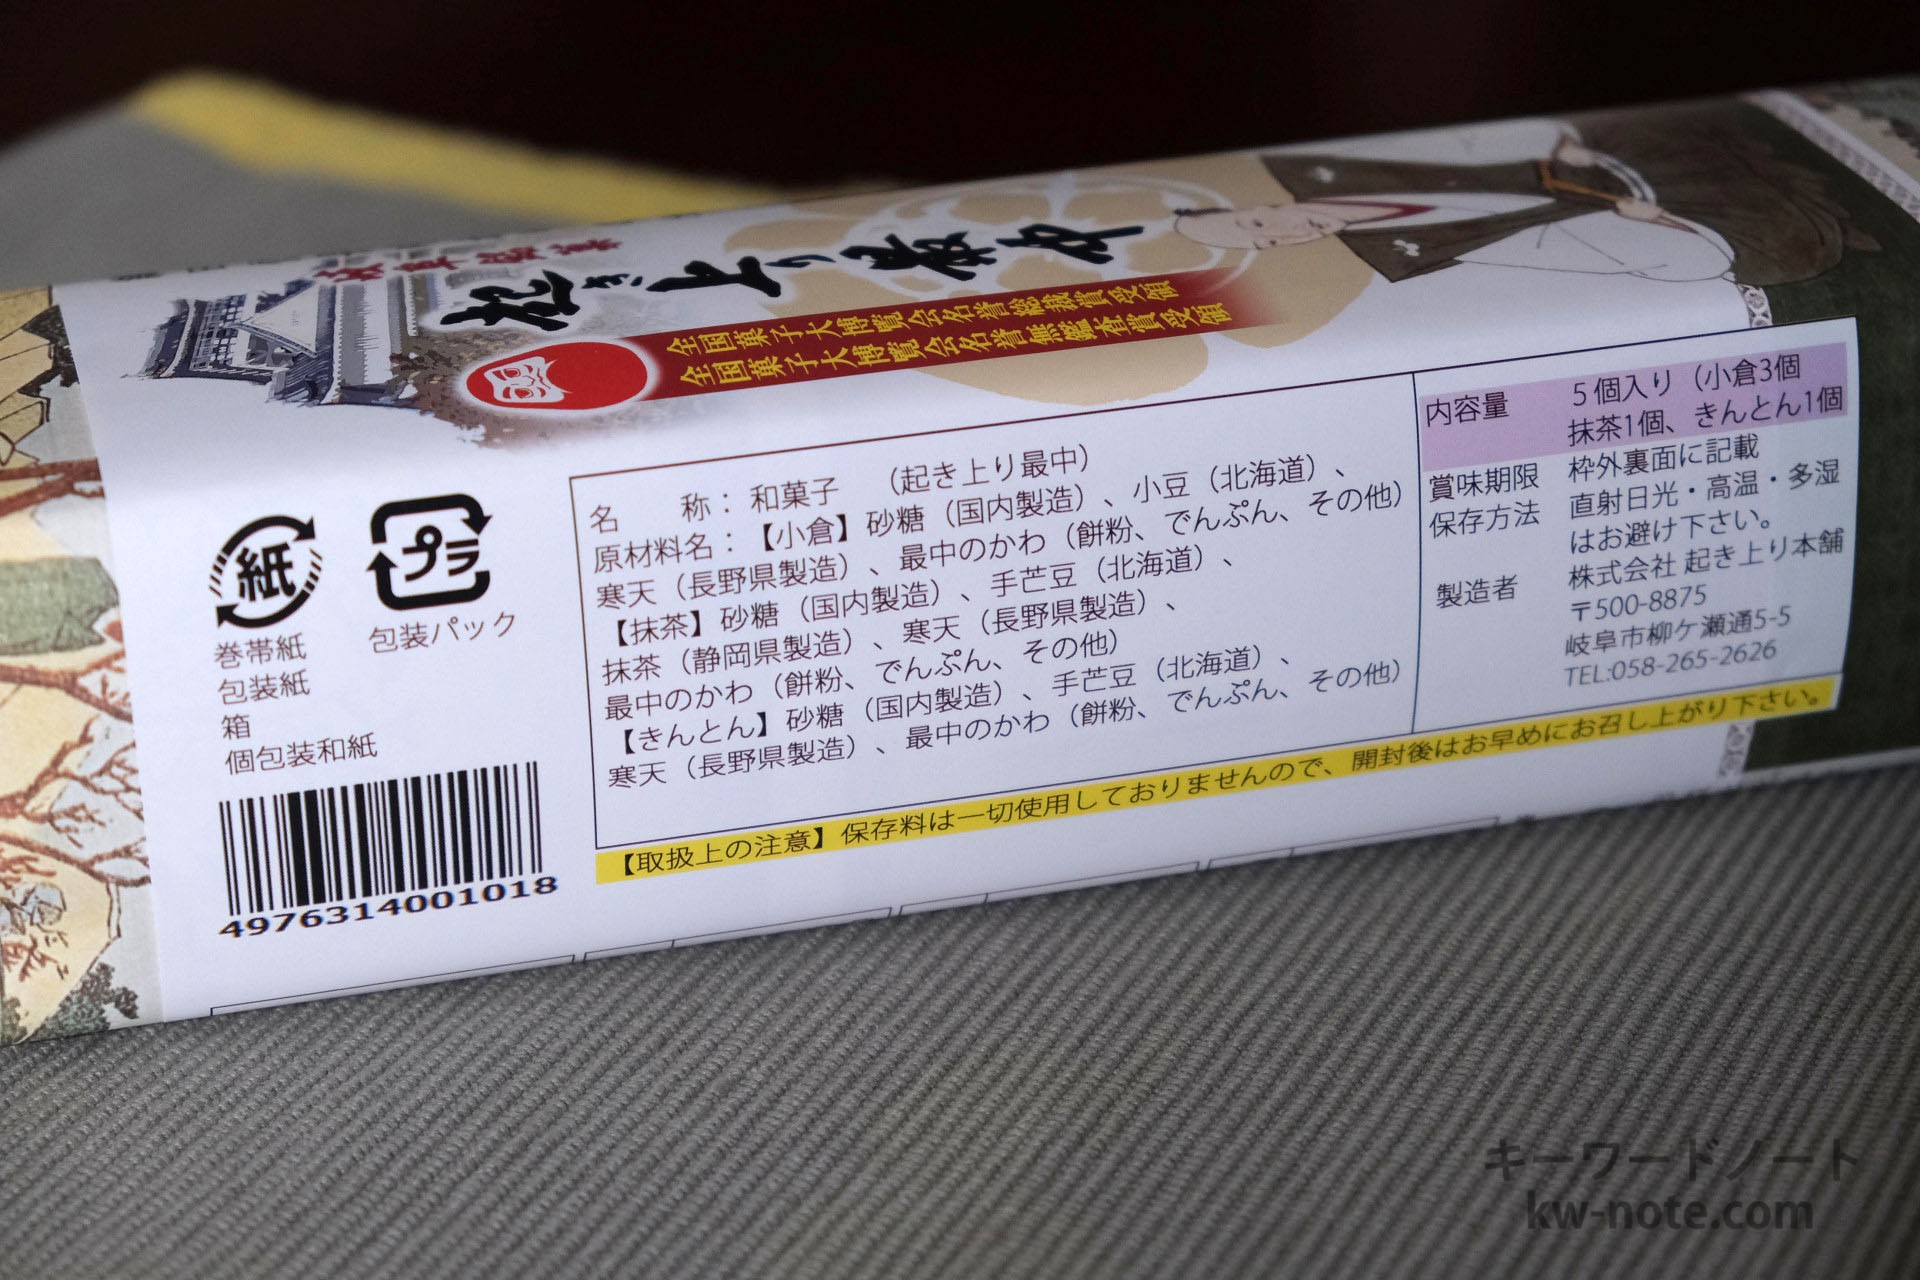 起き上り最中
全国菓子大博覧会名誉総裁賞受領
全国菓子大博覧会名誉無鑑査賞受領
紙
プラ
巻帯紙
包装紙
箱
個包装和紙
包装パック
4976314001018
名 称：和菓子 （起き上り最中）
原材料名：【小倉】砂糖（国内製造）、小豆（北海道）、
寒天（長野県製造）、最中のかわ（餅粉、でんぷん、その他）
【抹茶】砂糖（国内製造）、手芒豆（北海道）、
抹茶（静岡県製造）、寒天（長野県製造）、
最中のかわ（餅粉、でんぷん、その他）
【きんとん】砂糖（国内製造）、手芒豆（北海道）、
寒天（長野県製造）、最中のかわ（餅粉、でんぷん、その他）
内容量 5個入り（小倉3個
抹茶1個、きんとん1個
賞味期限 枠外裏面に記載
保存方法 直射日光・高温・多湿
はお避け下さい。
製造者 株式会社 起き上り本舗
〒500-8875
岐阜市柳ケ瀬通5-5
TEL:058-265-2626
【取扱上の注意】保存料は一切使用しておりませんので、開封後はお早めにお召し上がり下さい。
キーワードノート
kw-note.com